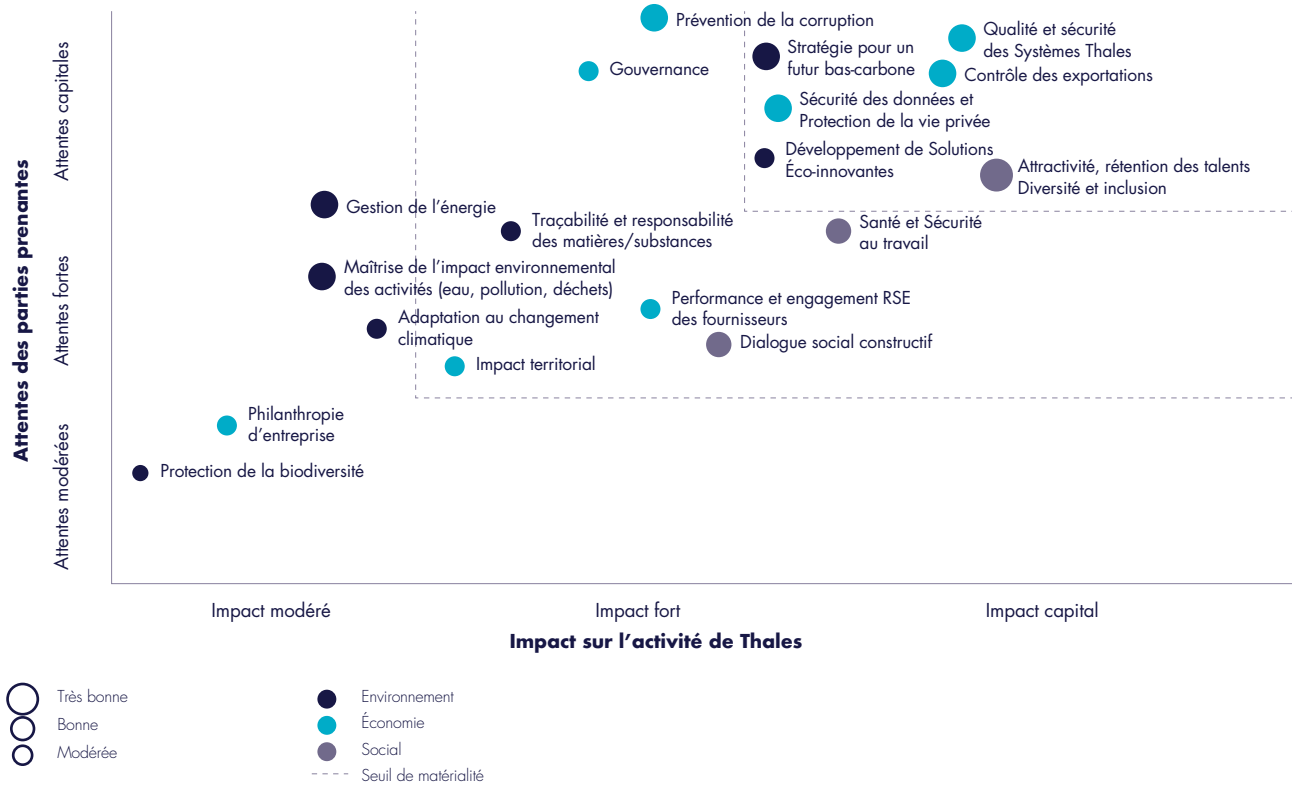 Attentes des parties prenantes
Attentes capitales
Attentes fortes
Attentes modérées
Prévention de la corruption
Gouvernance
Stratégie pour un
futur bas-carbone
Qualité et sécurité
des Systèmes Thales
Contrôle des exportations
Sécurité des données et
Protection de la vie privée
Développement de Solutions
Éco-innovantes
Attractivité, rétention des talents
Diversité et inclusion
Gestion de l’énergie
Traçabilité et responsabilité
des matières/substances
Santé et Sécurité
au travail
Maîtrise de l’impact environnemental
des activités (eau, pollution, déchets)
Performance et engagement RSE
des fournisseurs
Adaptation au changement
climatique
Dialogue social constructif
Impact territorial
Philanthropie
d’entreprise
Protection de la biodiversité
Impact modéré
Impact fort
Impact capital
Impact sur l’activité de Thales
Très bonne
Bonne
Modérée
Environnement
Économie
Social
Seuil de matérialité